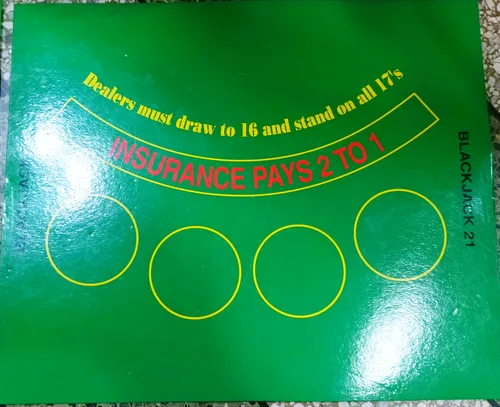 Dealers must draw to 16 and stand on all 17's
INSURANCE PAYS 2 TO 1
BLACKJACK 21